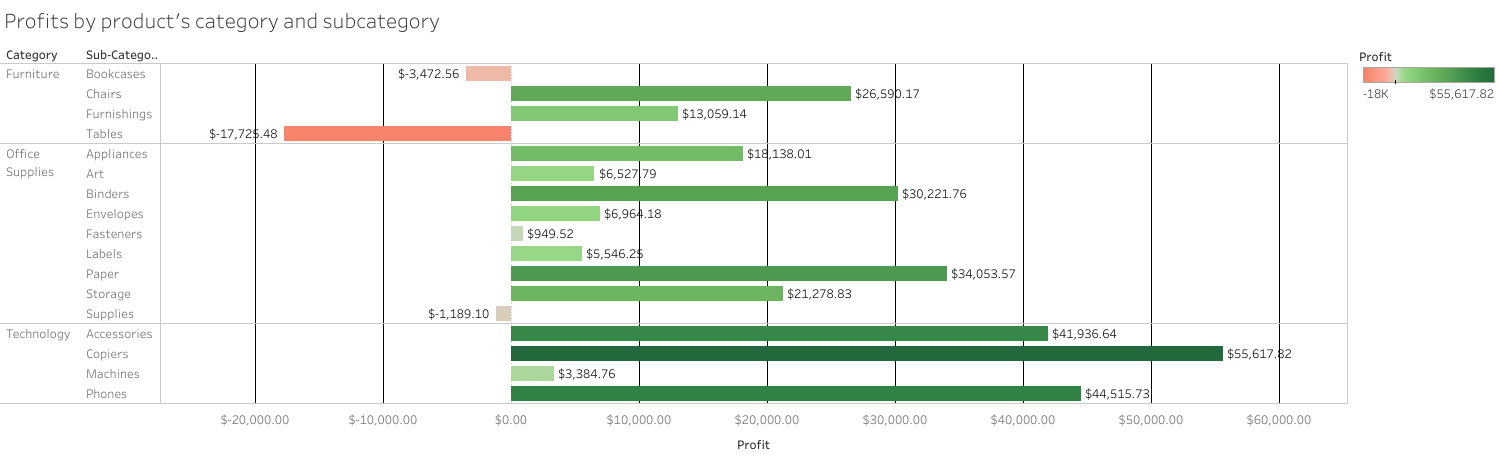 Profits by product's category and subcategory
Category Sub-Catego.. Profit
Furniture Bookcases $-3,472.56
Chairs $26,590.17 -18K $55,617.82
Furnishings $13,059.14
Tables $-17,725.48
Office Appliances $18,138.01
Supplies Art $6,527.79
Binders $30,221.76
Envelopes $6,964.18
Fasteners $949.52
Labels $5,546.25
Paper $34,053.57
Storage $21,278.83
Supplies $-1,189.10
Technology Accessories $41,936.64
Copiers $55,617.82
Machines $3,384.76
Phones $44,515.73
$-20,000.00 $-10,000.00 $0.00 $10,000.00 $20,000.00 $30,000.00 $40,000.00 $50,000.00 $60,000.00
Profit